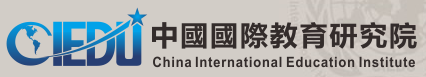 CIEDU 中國國際教育研究院
China International Education Institute